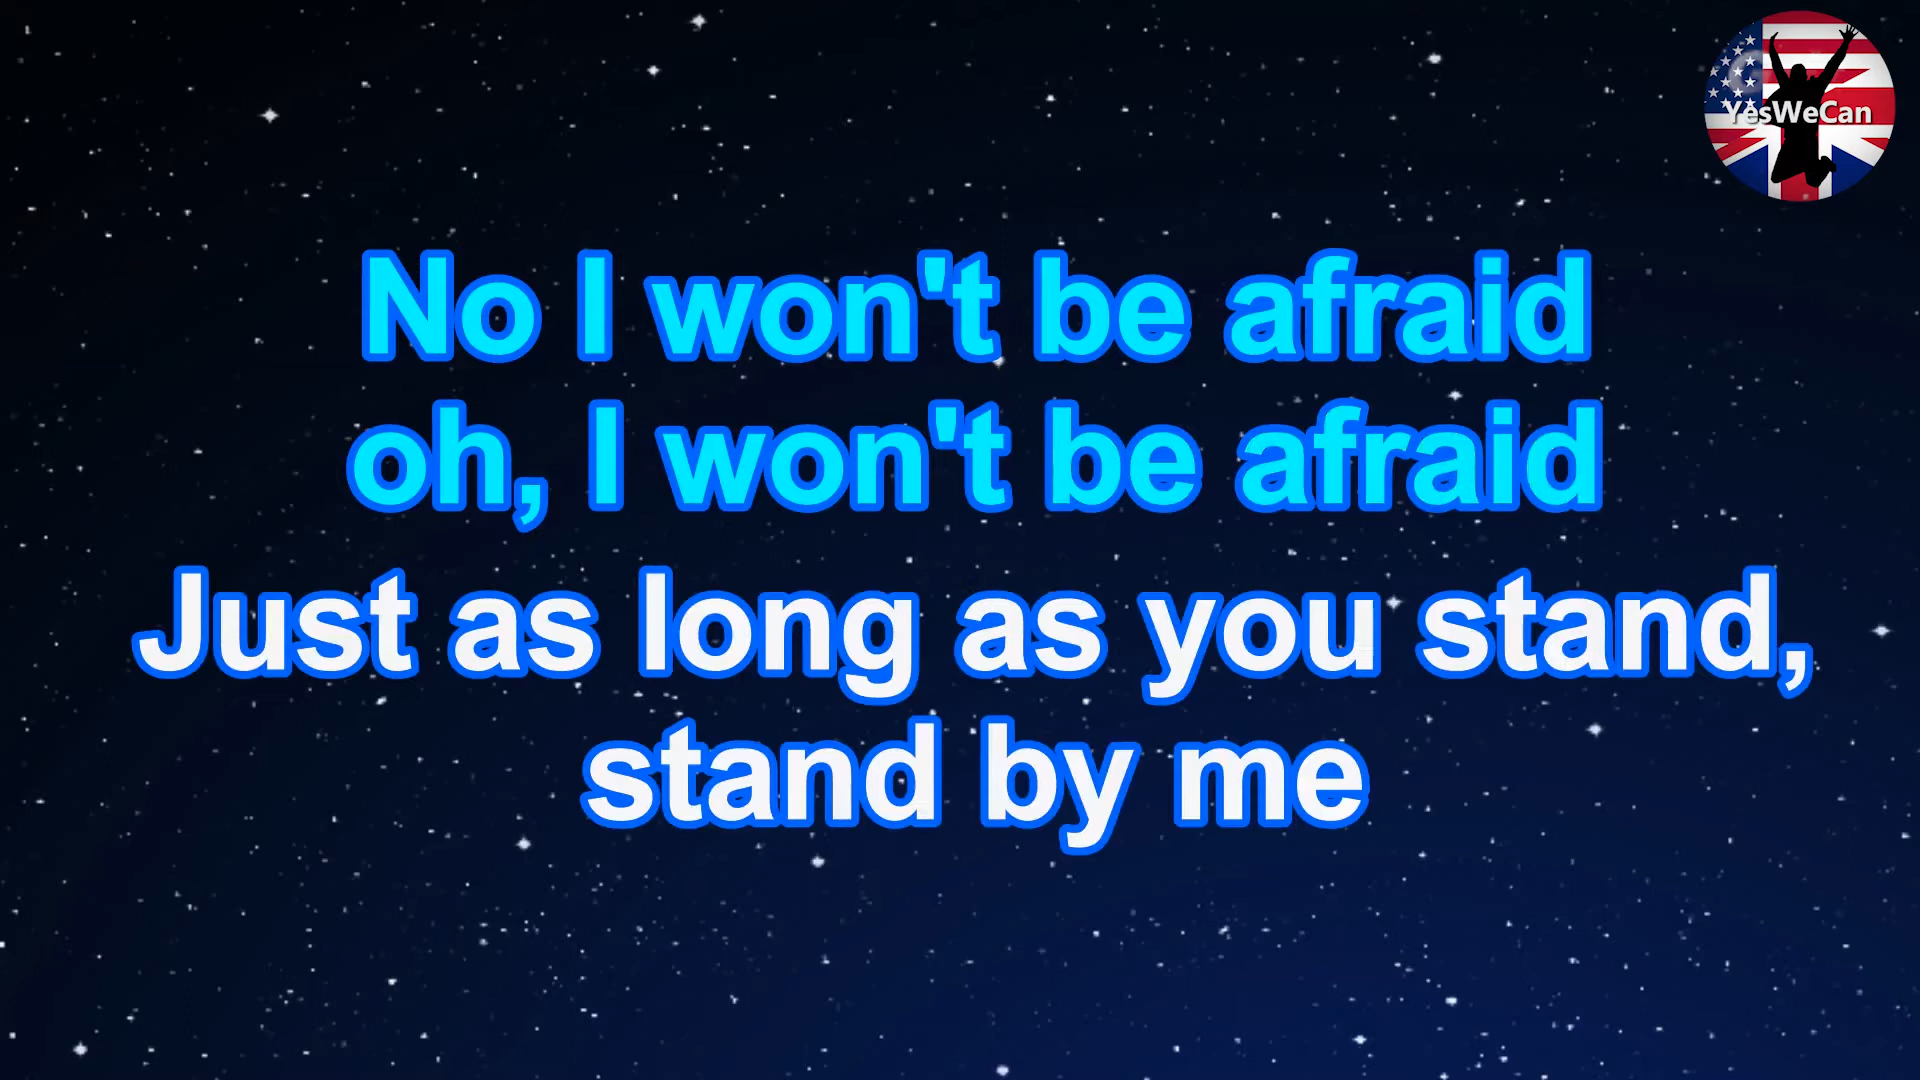 YesWeCan
No I won't be afraid
oh, I won't be afraid
Just as long as you stand,
stand by me